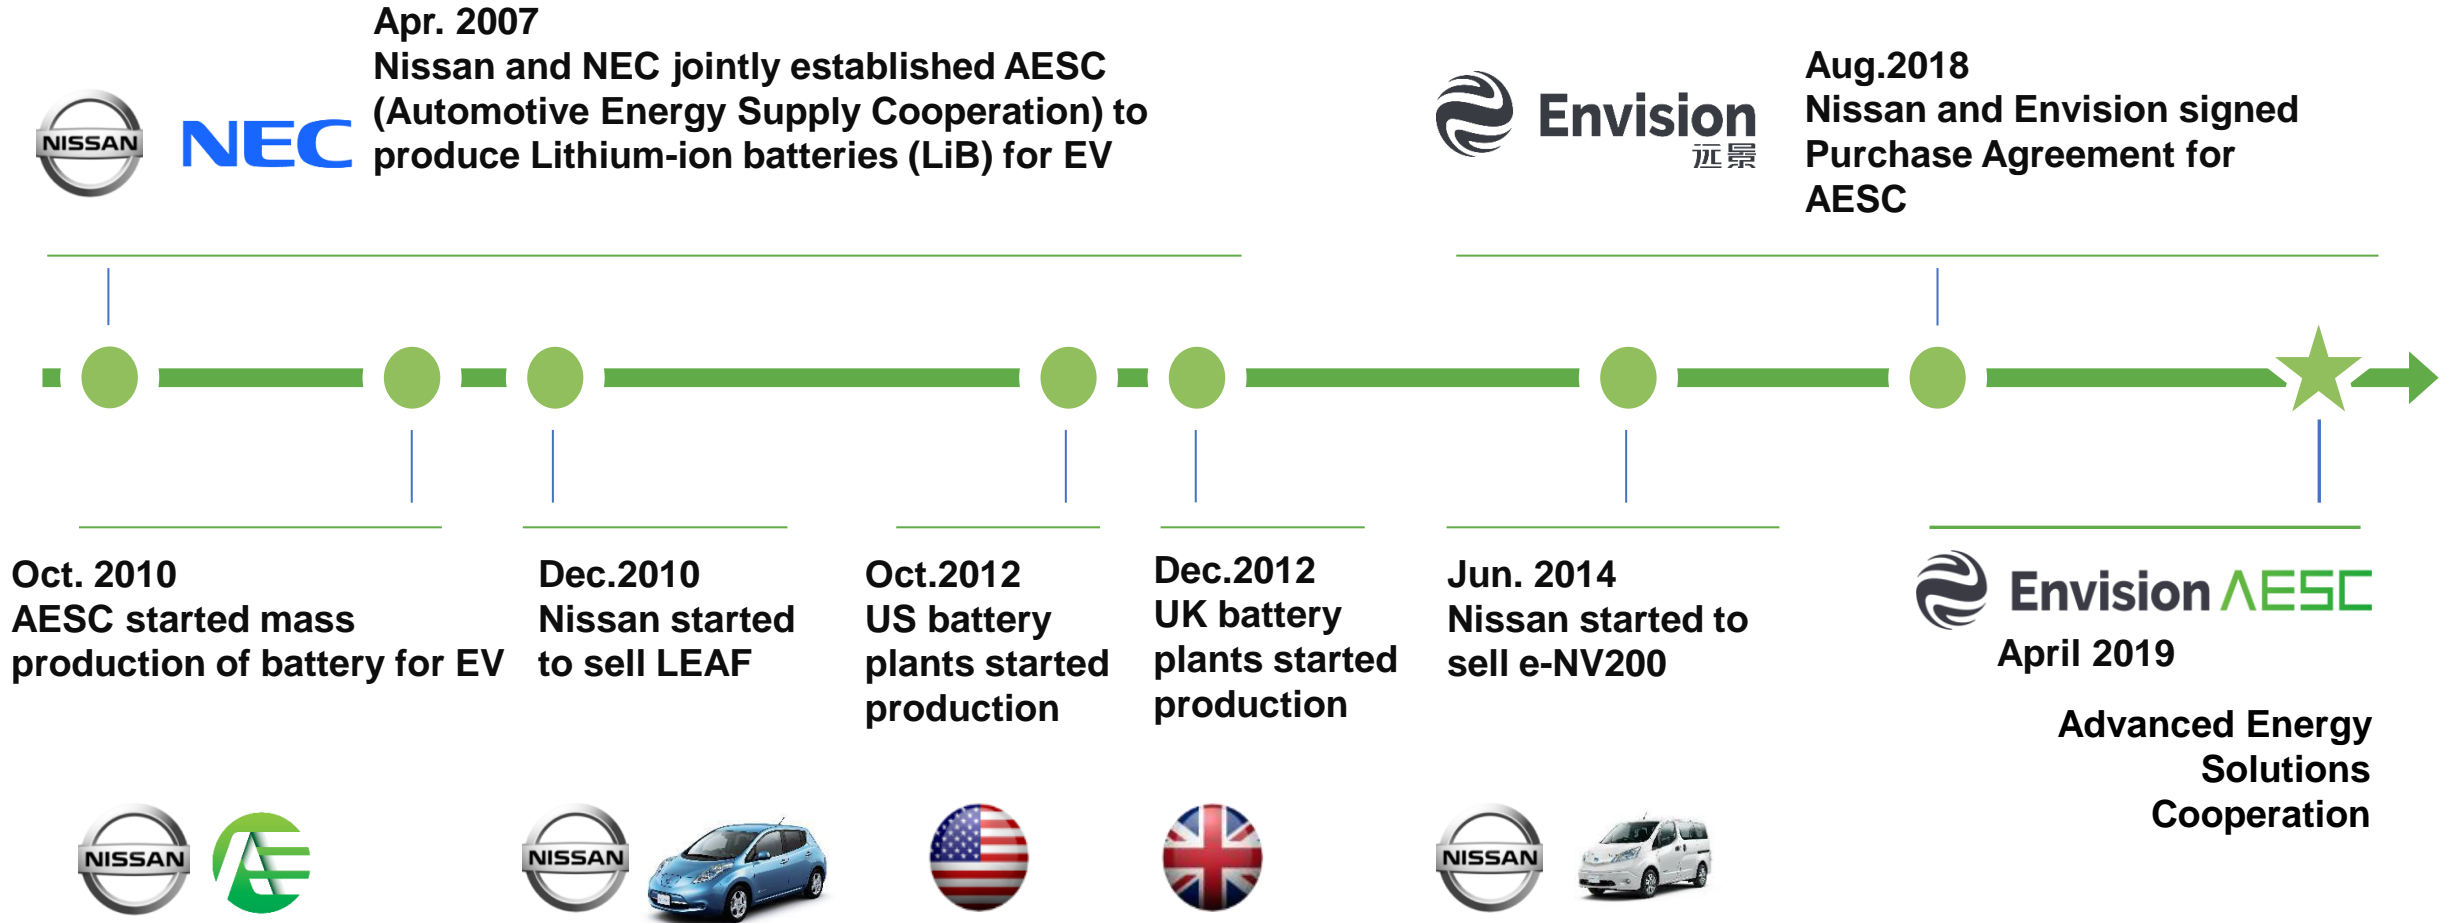 Apr. 2007
Nissan and NEC jointly established AESC
(Automotive Energy Supply Cooperation) to
produce Lithium-ion batteries (LiB) for EV
NISSAN
NEC
Envision
远景
Aug.2018
Nissan and Envision signed
Purchase Agreement for
AESC
Oct. 2010
AESC started mass
production of battery for EV
Dec.2010
Nissan started
to sell LEAF
Oct.2012
US battery
plants started
production
Dec.2012
UK battery
plants started
production
Jun. 2014
Nissan started to
sell e-NV200
Envision AESC
April 2019
Advanced Energy
Solutions
Cooperation
NISSAN
AE
NISSAN
NISSAN